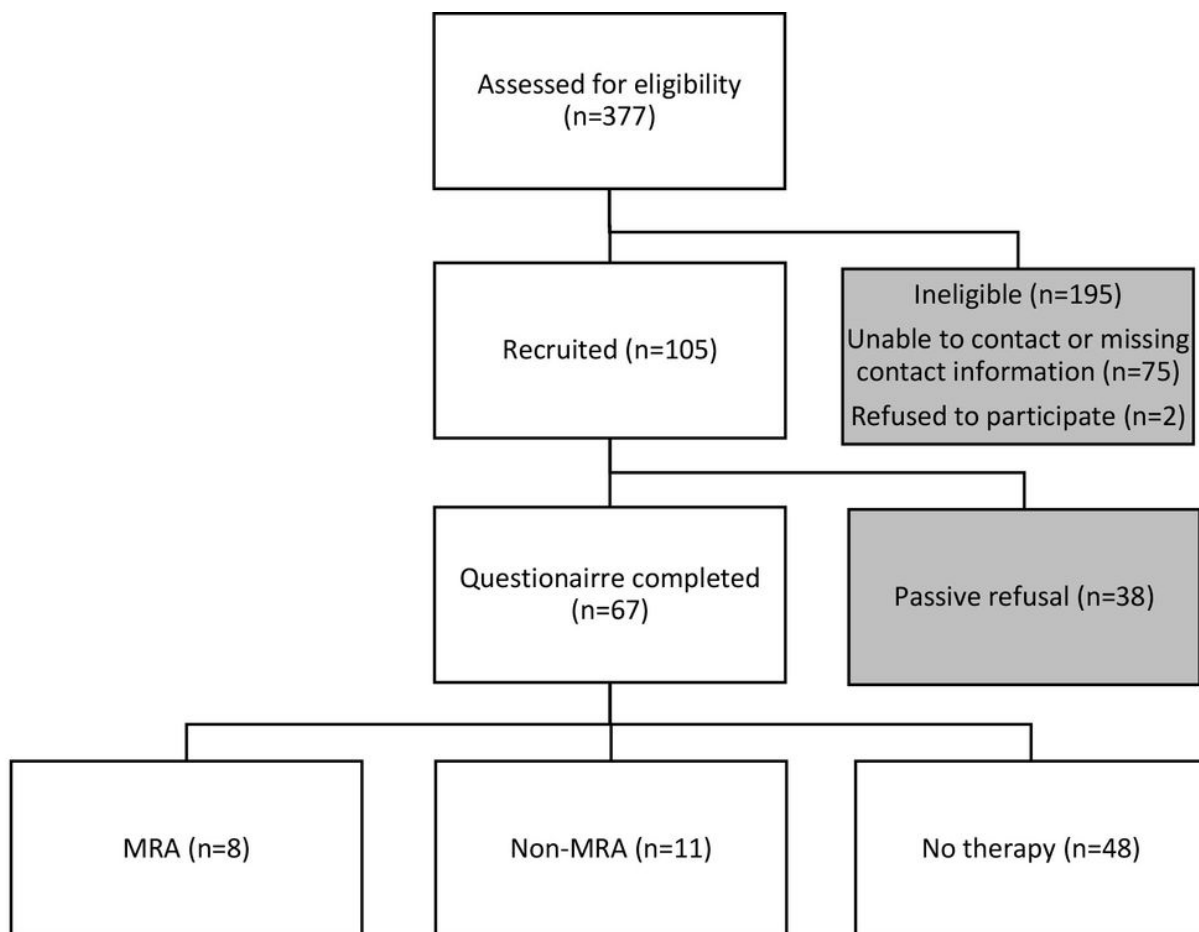 Assessed for eligibility
(n=377)
Recruited (n=105)
Ineligible (n=195)
Unable to contact or missing
contact information (n=75)
Refused to participate (n=2)
Questionairre completed
(n=67)
Passive refusal (n=38)
MRA (n=8)
Non-MRA (n=11)
No therapy (n=48)